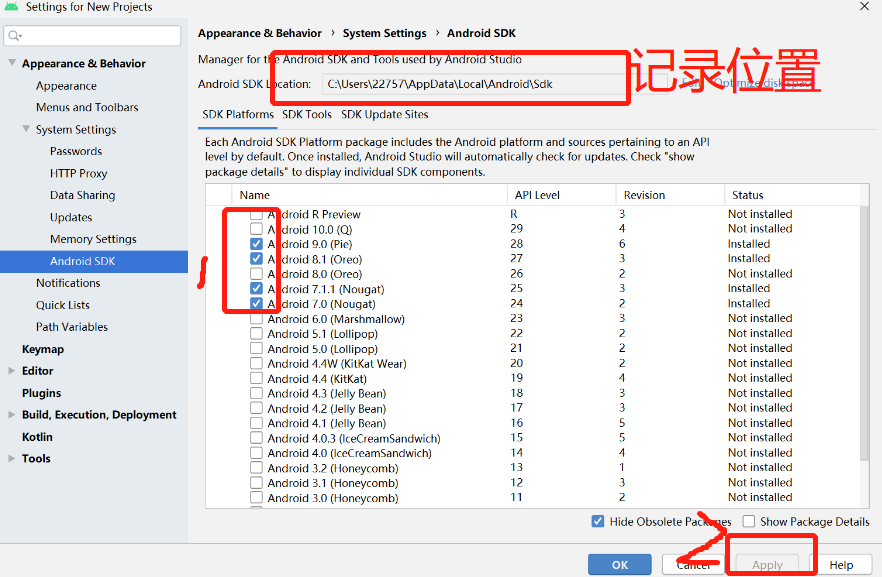 Settings for New Projects
Appearance & Behavior
Appearance
Menus and Toolbars
System Settings
Passwords
HTTP Proxy
Data Sharing
Updates
Memory Settings
Android SDK
Notifications
Quick Lists
Path Variables
Keymap
Editor
Plugins
Build, Execution, Deployment
Kotlin
Tools
Appearance & Behavior › System Settings › Android SDK
Manager for the Android SDK and Tools used by Android Studio
Android SDK Location: C:\Users\22757\AppData\Local\Android\Sdk Optimize disk space
记录位置
SDK Platforms SDK Tools SDK Update Sites
Each Android SDK Platform package includes the Android platform and sources pertaining to an API
level by default. Once installed, Android Studio will automatically check for updates. Check "show
package details" to display individual SDK components.
Name API Level Revision Status
Android R Preview R 3 Not installed
Android 10.0 (Q) 29 4 Not installed
Android 9.0 (Pie) 28 6 Installed
Android 8.1 (Oreo) 27 3 Installed
Android 8.0 (Oreo) 26 2 Not installed
Android 7.1.1 (Nougat) 25 3 Installed
Android 7.0 (Nougat) 24 2 Installed
Android 6.0 (Marshmallow) 23 3 Not installed
Android 5.1 (Lollipop) 22 2 Not installed
Android 5.0 (Lollipop) 21 2 Not installed
Android 4.4W (KitKat Wear) 20 2 Not installed
Android 4.4 (KitKat) 19 4 Not installed
Android 4.3 (Jelly Bean) 18 3 Not installed
Android 4.2 (Jelly Bean) 17 3 Not installed
Android 4.1 (Jelly Bean) 16 5 Not installed
Android 4.0.3 (IceCreamSandwich) 15 5 Not installed
Android 4.0 (IceCreamSandwich) 14 4 Not installed
Android 3.2 (Honeycomb) 13 1 Not installed
Android 3.1 (Honeycomb) 12 3 Not installed
Android 3.0 (Honeycomb) 11 2 Not installed
1
Hide Obsolete Packages Show Package Details
2
OK Cancel Apply Help